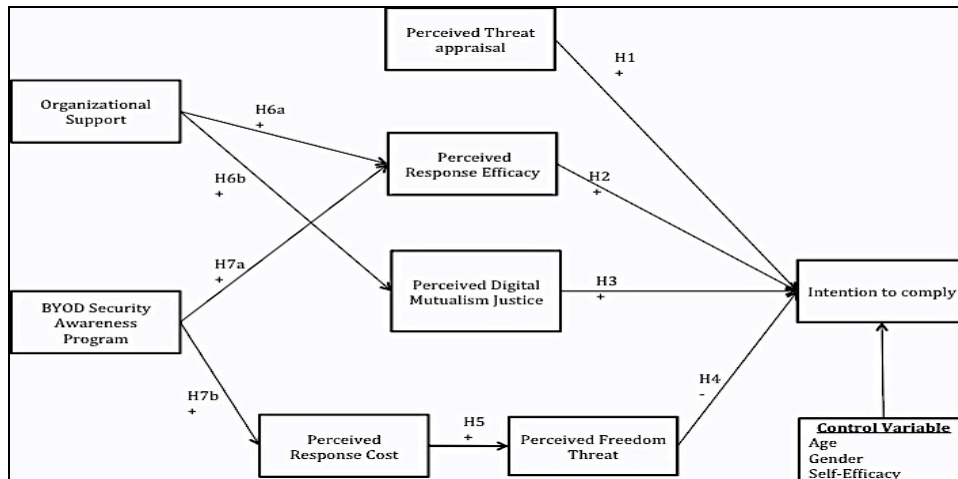 Perceived Threat
appraisal
H1
+
Organizational
Support
H6a
+
Perceived
Response Efficacy
H2
+
H6b
+
H7a
+
Perceived Digital
Mutualism Justice
H3
+
Intention to comply
BYOD Security
Awareness
Program
H7b
+
H4
-
Perceived
Response Cost
H5
+
Perceived Freedom
Threat
Control Variable
Age
Gender
Self-Efficacy